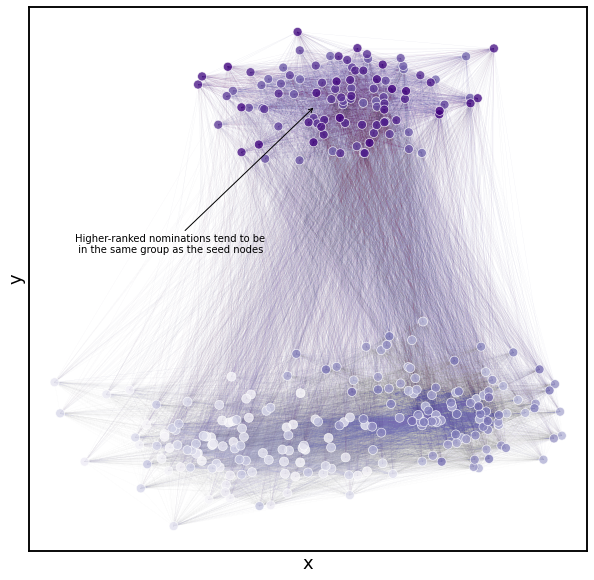 Higher-ranked nominations tend to be
in the same group as the seed nodes
y
x